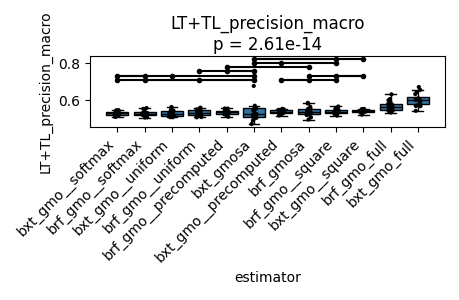 LT+TL_precision_macro
p = 2.61e-14
LT+TL_precision_macro
0.8
0.6
bxt_gmo__softmax
brf_gmo__softmax
bxt_gmo__uniform
brf_gmo__uniform
brf_gmo__precomputed
bxt_gmosa
bxt_gmo__precomputed
brf_gmosa
brf_gmo__square
bxt_gmo__square
brf_gmo_full
bxt_gmo_full
estimator